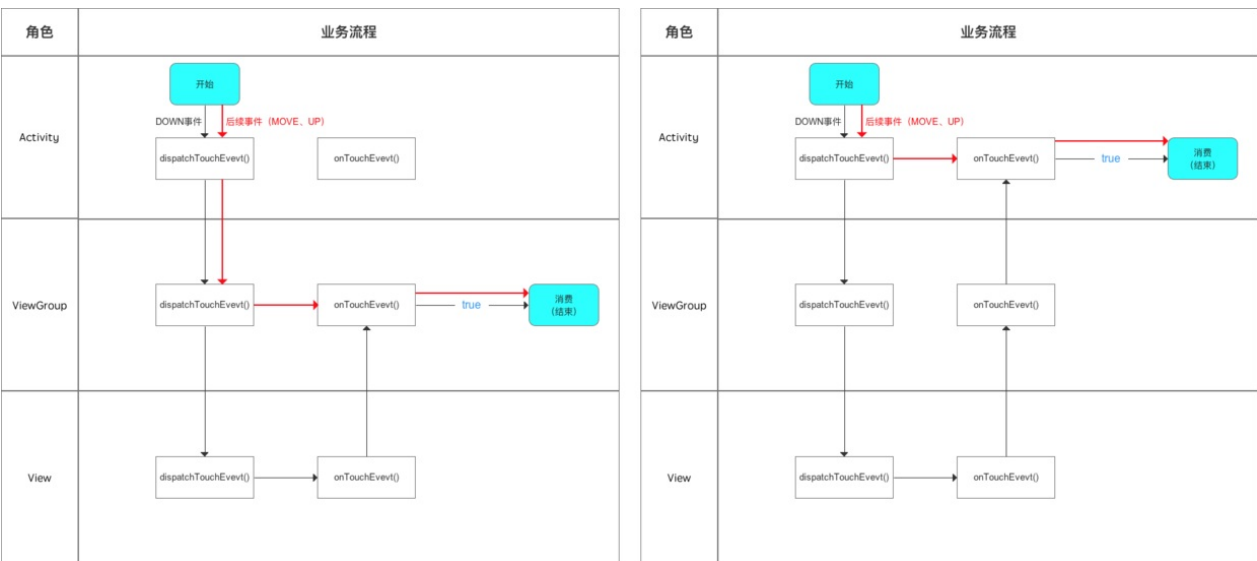 角色 业务流程
开始
DOWN事件 后续事件（MOVE、UP）
Activity
dispatchTouchEvevt() onTouchEvevt()
ViewGroup
dispatchTouchEvevt() onTouchEvevt() true 消费
（结束）
View
dispatchTouchEvevt() onTouchEvevt()
角色 业务流程
开始
DOWN事件 后续事件（MOVE、UP）
Activity
dispatchTouchEvevt() onTouchEvevt() true 消费
（结束）
ViewGroup
dispatchTouchEvevt() onTouchEvevt()
View
dispatchTouchEvevt() onTouchEvevt()